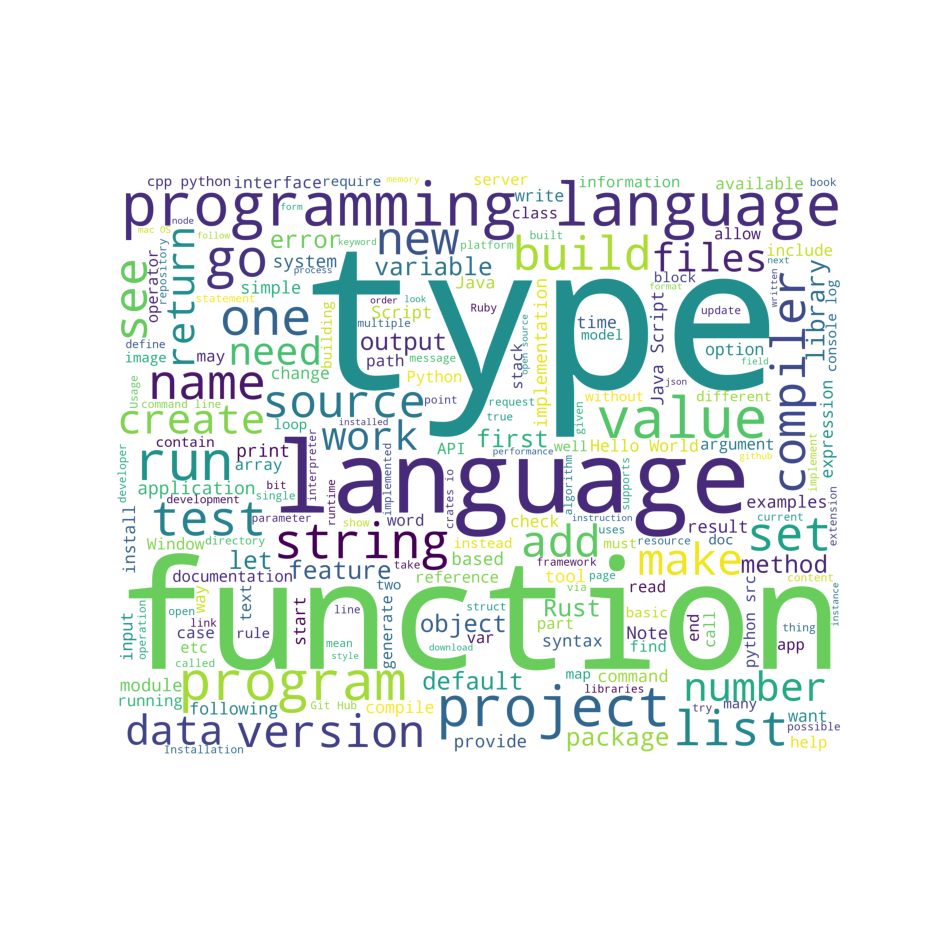 cpp python
interface
require
memory
server
information
available
book
programming language
form
node
mac OS
write
class
follow
keyword
error
new
built
platform
build
files
allow
include
next
written
see
operator
repository
return
go
system
process
variable
Java
type
block
compiler
library
console log
simple
statement
order
look
Script
Ruby
open source
implementation
format
update
define
image
may
one
building
multiple
output
stack
time
model
Java Script
option
field
expression
need
path
message
change
Python
json
Usage
command line
name
installed
point
source
request
without
different
create
loop
true
given
value
contain
print
work
API
first
well
Hello World
argument
performance
github
implement
developer
run
array
interpreter
language
algorithm
supports
application
single
development
bit
runtime
implemented
crates io
examples
install
test
parameter
show
take
word
check
instruction
uses
result
current
extension
string
Window
directory
let
based
instead
add
must
resource
doc
set
framework
make
method
documentation
feature
reference
tool
page
via
read
content
instance
way
text
two
function
struct
Rust
basic
input
operation
open
link
start
line
object
var
part
Note
end
call
python src
thing
case
rule
etc
mean
generate
syntax
find
app
called
style
download
module
program
default
map
command
number
running
following
libraries
Git Hub
compile
project
try
many
want
possible
data
version
list
Installation
provide
package
help